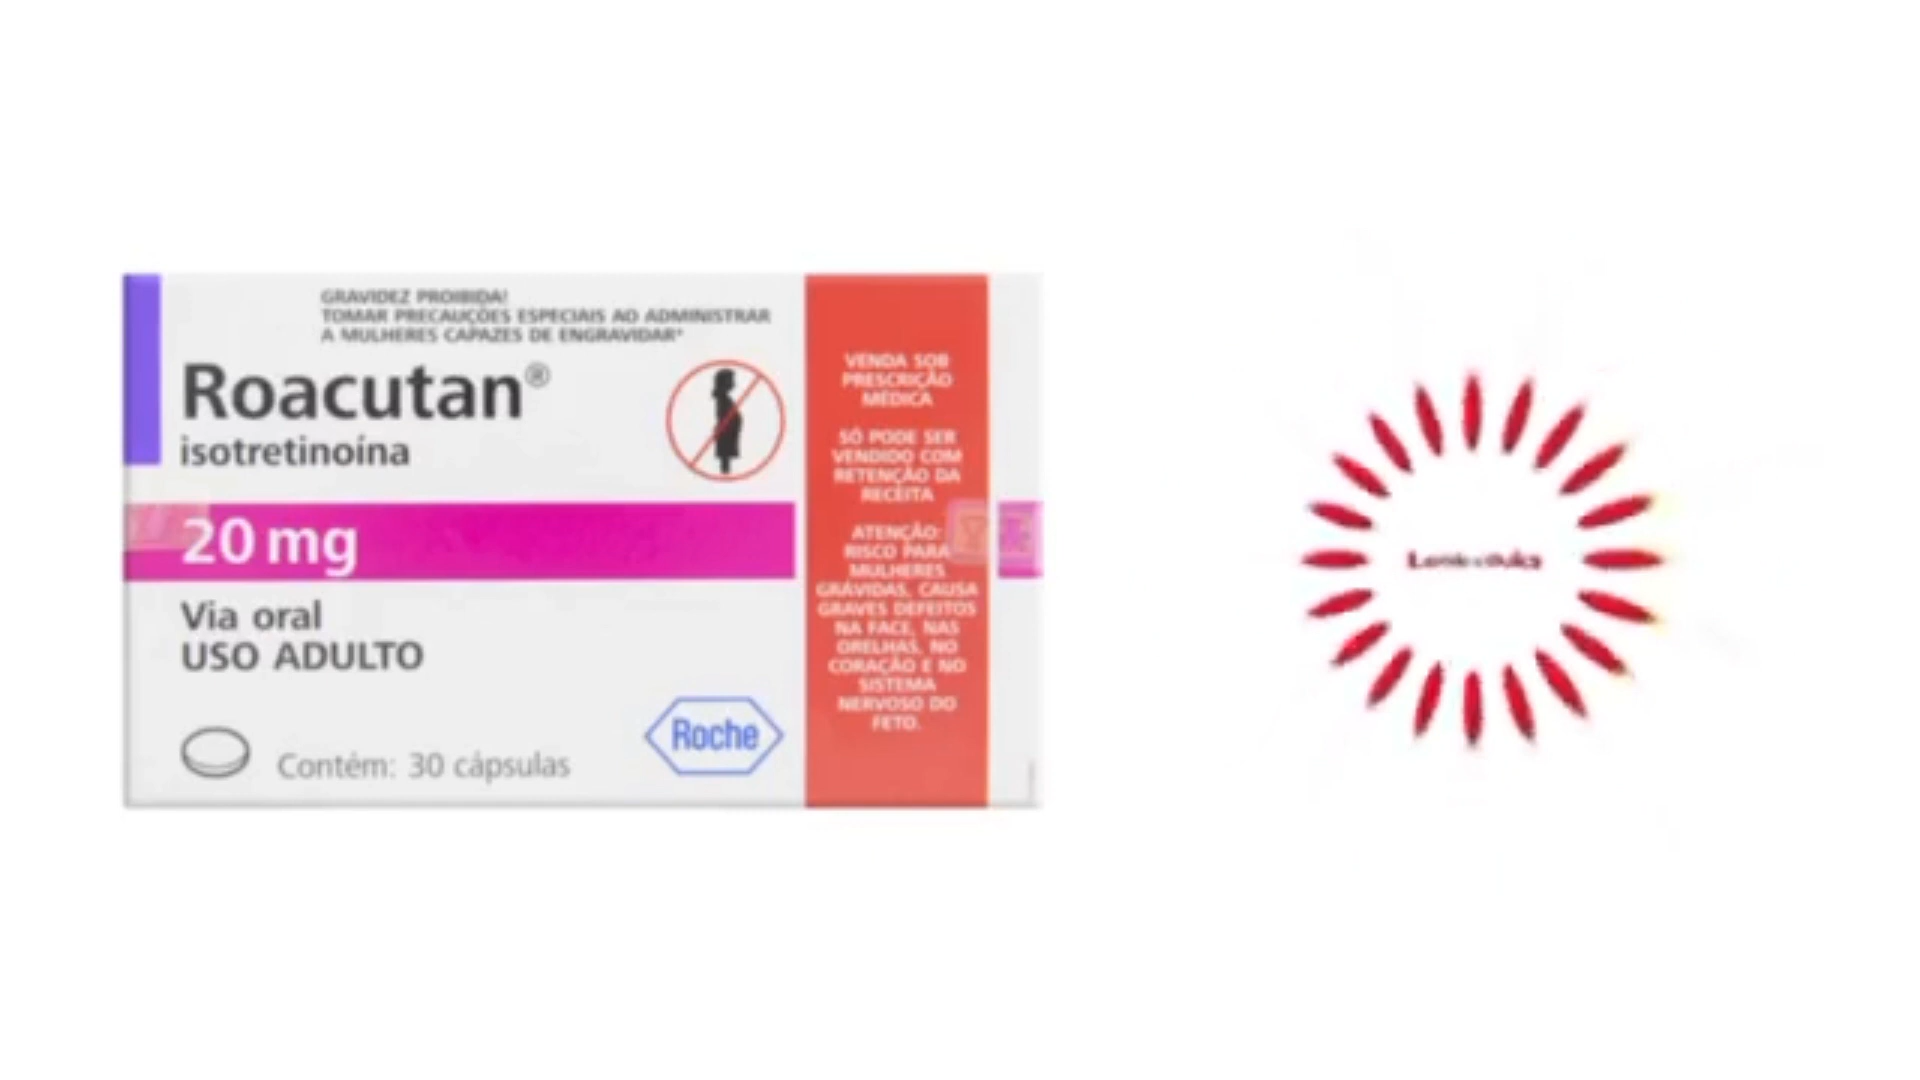 GRAVIDEZ PROIBIDA!
TOMAR PRECAUÇÕES ESPECIAIS AO ADMINISTRAR
A MULHERES CAPAZES DE ENGRAVIDAR*
Roacutan®
isotretinoína
20 mg
Via oral
USO ADULTO
Contém: 30 cápsulas
Roche
VENDA SOB
PRESCRIÇÃO
MÉDICA
SÓ PODE SER
VENDIDO COM
RETENÇÃO DA
RECEITA
ATENÇÃO:
RISCO PARA
MULHERES
GRÁVIDAS, CAUSA
GRAVES DEFEITOS
NA FACE, NAS
ORELHAS, NO
CORAÇÃO E NO
SISTEMA
NERVOSO DO
FETO.